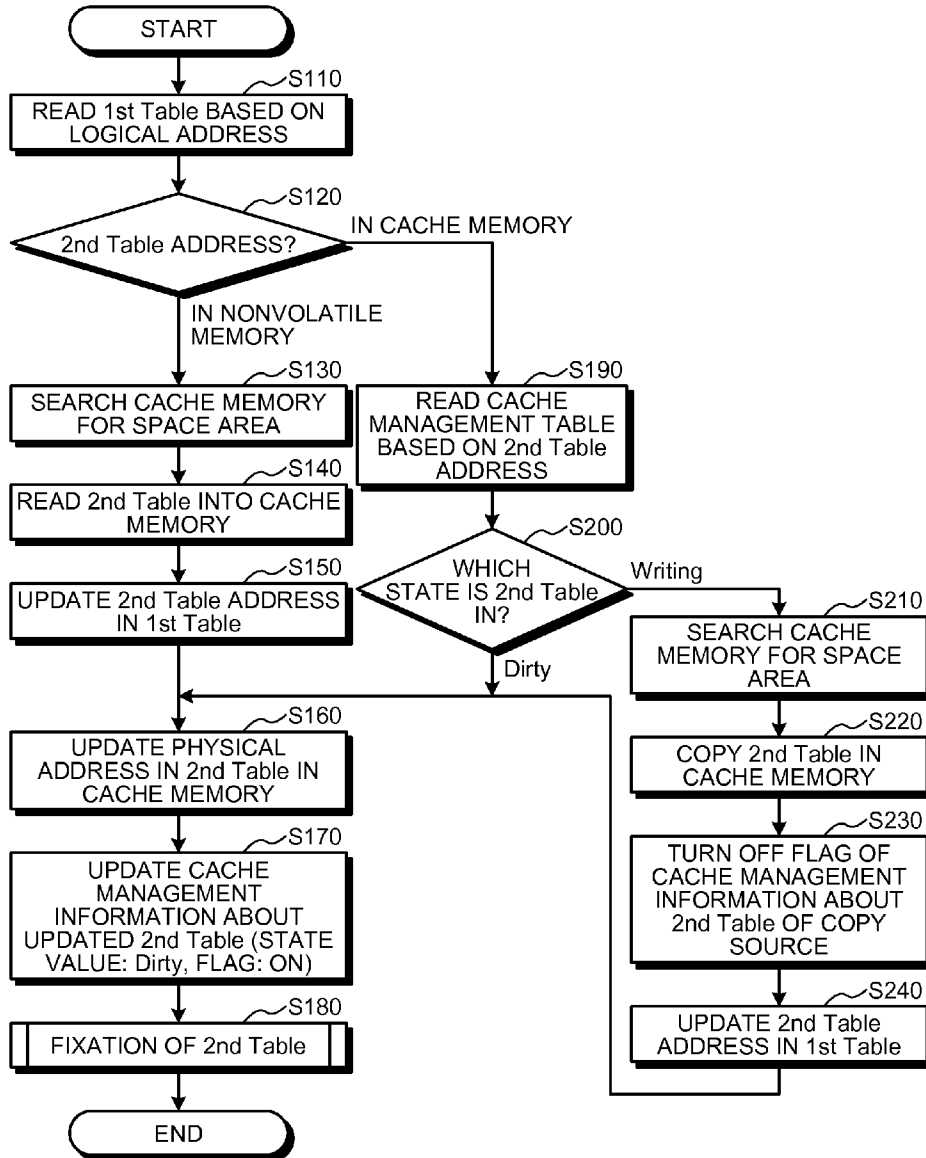 START
S110
READ 1st Table BASED ON
LOGICAL ADDRESS
S120
2nd Table ADDRESS?
IN CACHE MEMORY
IN NONVOLATILE
MEMORY
S130
SEARCH CACHE MEMORY
FOR SPACE AREA
S140
READ 2nd Table INTO CACHE
MEMORY
S150
UPDATE 2nd Table ADDRESS
IN 1st Table
S190
READ CACHE
MANAGEMENT TABLE
BASED ON 2nd Table
ADDRESS
S200
WHICH
STATE IS 2nd Table
IN?
Writing
Dirty
S210
SEARCH CACHE
MEMORY FOR SPACE
AREA
S220
COPY 2nd Table IN
CACHE MEMORY
S230
TURN OFF FLAG OF
CACHE MANAGEMENT
INFORMATION ABOUT
2nd Table OF COPY
SOURCE
S240
UPDATE 2nd Table
ADDRESS IN 1st Table
S160
UPDATE PHYSICAL
ADDRESS IN 2nd Table IN
CACHE MEMORY
S170
UPDATE CACHE
MANAGEMENT
INFORMATION ABOUT
UPDATED 2nd Table (STATE
VALUE: Dirty, FLAG: ON)
S180
FIXATION OF 2nd Table
END